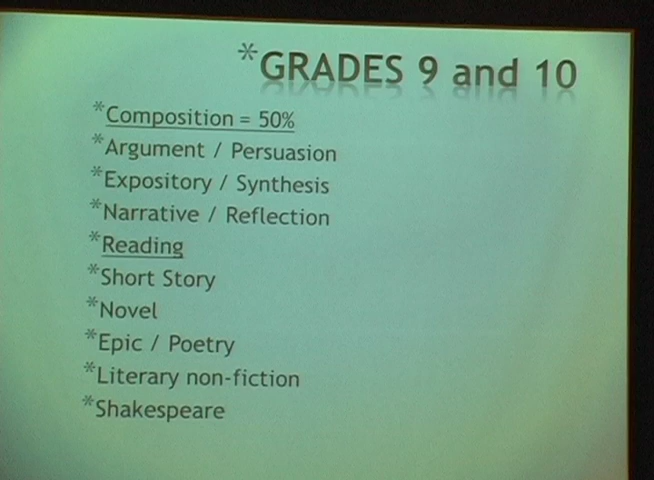 *GRADES 9 and 10
*Composition = 50%
*Argument / Persuasion
*Expository / Synthesis
*Narrative / Reflection
*Reading
*Short Story
*Novel
*Epic / Poetry
*Literary non-fiction
*Shakespeare